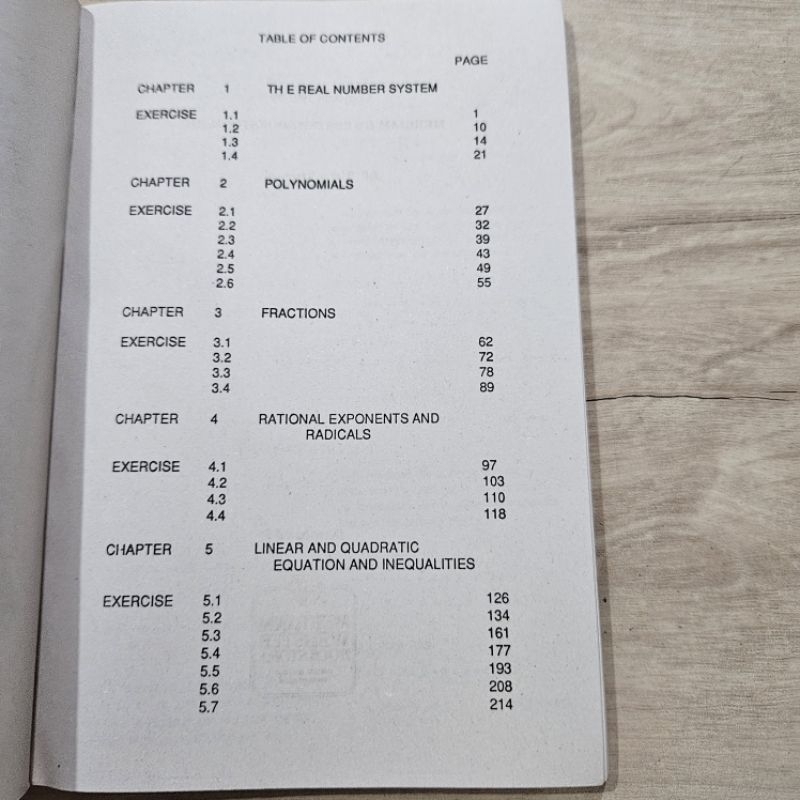 TABLE OF CONTENTS
PAGE
CHAPTER 1 TH E REAL NUMBER SYSTEM
EXERCISE 1.1 1
1.2 10
1.3 14
1.4 21
CHAPTER 2 POLYNOMIALS
EXERCISE 2.1 27
2.2 32
2.3 39
2.4 43
2.5 49
2.6 55
CHAPTER 3 FRACTIONS
EXERCISE 3.1 62
3.2 72
3.3 78
3.4 89
CHAPTER 4 RATIONAL EXPONENTS AND
RADICALS
EXERCISE 4.1 97
4.2 103
4.3 110
4.4 118
CHAPTER 5 LINEAR AND QUADRATIC
EQUATION AND INEQUALITIES
EXERCISE 5.1 126
5.2 134
5.3 161
5.4 177
5.5 193
5.6 208
5.7 214